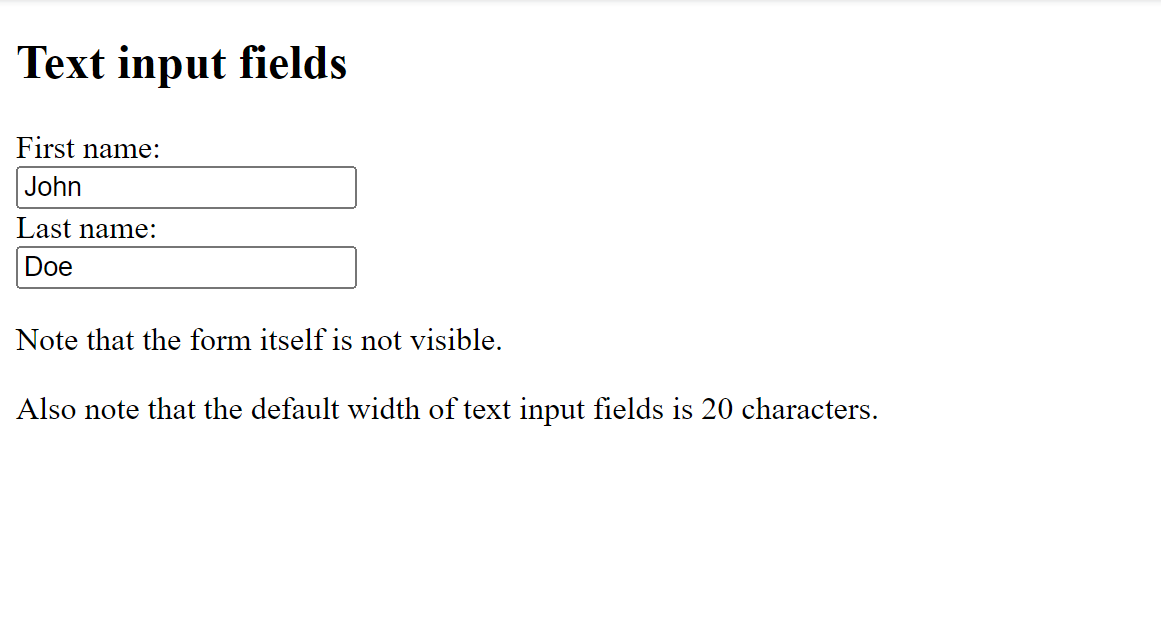 Text input fields
First name:
John
Last name:
Doe
Note that the form itself is not visible.
Also note that the default width of text input fields is 20 characters.